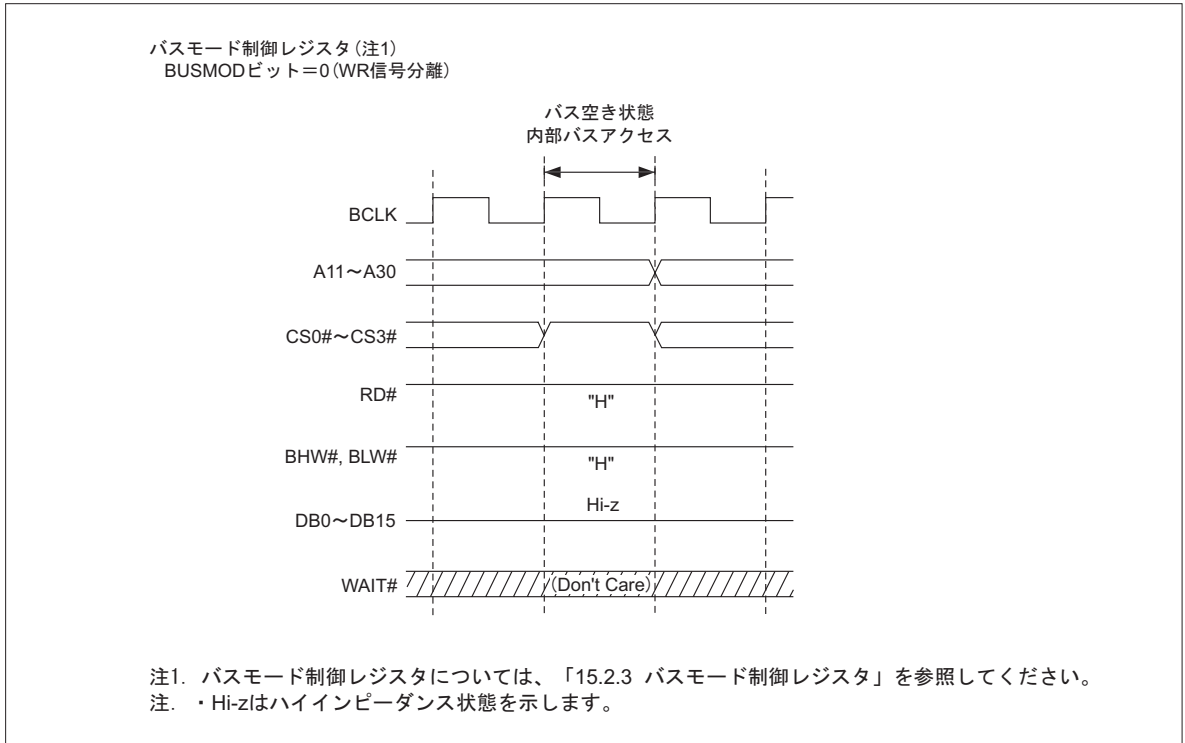 バスモード制御レジスタ(注1)
BUSMODビット=0(WR信号分離)
バス空き状態
内部バスアクセス
BCLK
A11~A30
CS0#~CS3#
RD#
"H"
BHW#, BLW#
"H"
Hi-z
DB0~DB15
WAIT#
(Don't Care)
注1. バスモード制御レジスタについては、「15.2.3 バスモード制御レジスタ」を参照してください。
注. ・Hi-zはハイインピーダンス状態を示します。